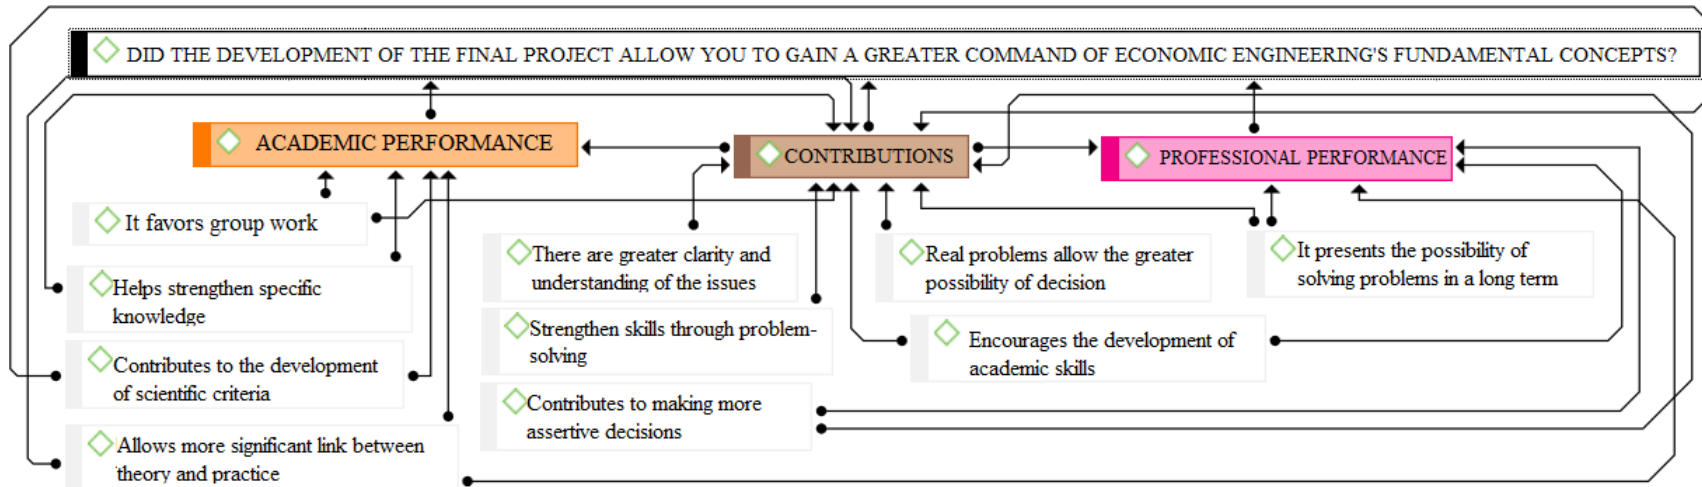 DID THE DEVELOPMENT OF THE FINAL PROJECT ALLOW YOU TO GAIN A GREATER COMMAND OF ECONOMIC ENGINEERING'S FUNDAMENTAL CONCEPTS?
ACADEMIC PERFORMANCE
CONTRIBUTIONS
PROFESSIONAL PERFORMANCE
It favors group work
Helps strengthen specific
knowledge
Contributes to the development
of scientific criteria
Allows more significant link between
theory and practice
There are greater clarity and
understanding of the issues
Strengthen skills through problem-
solving
Contributes to making more
assertive decisions
Real problems allow the greater
possibility of decision
Encourages the development of
academic skills
It presents the possibility of
solving problems in a long term